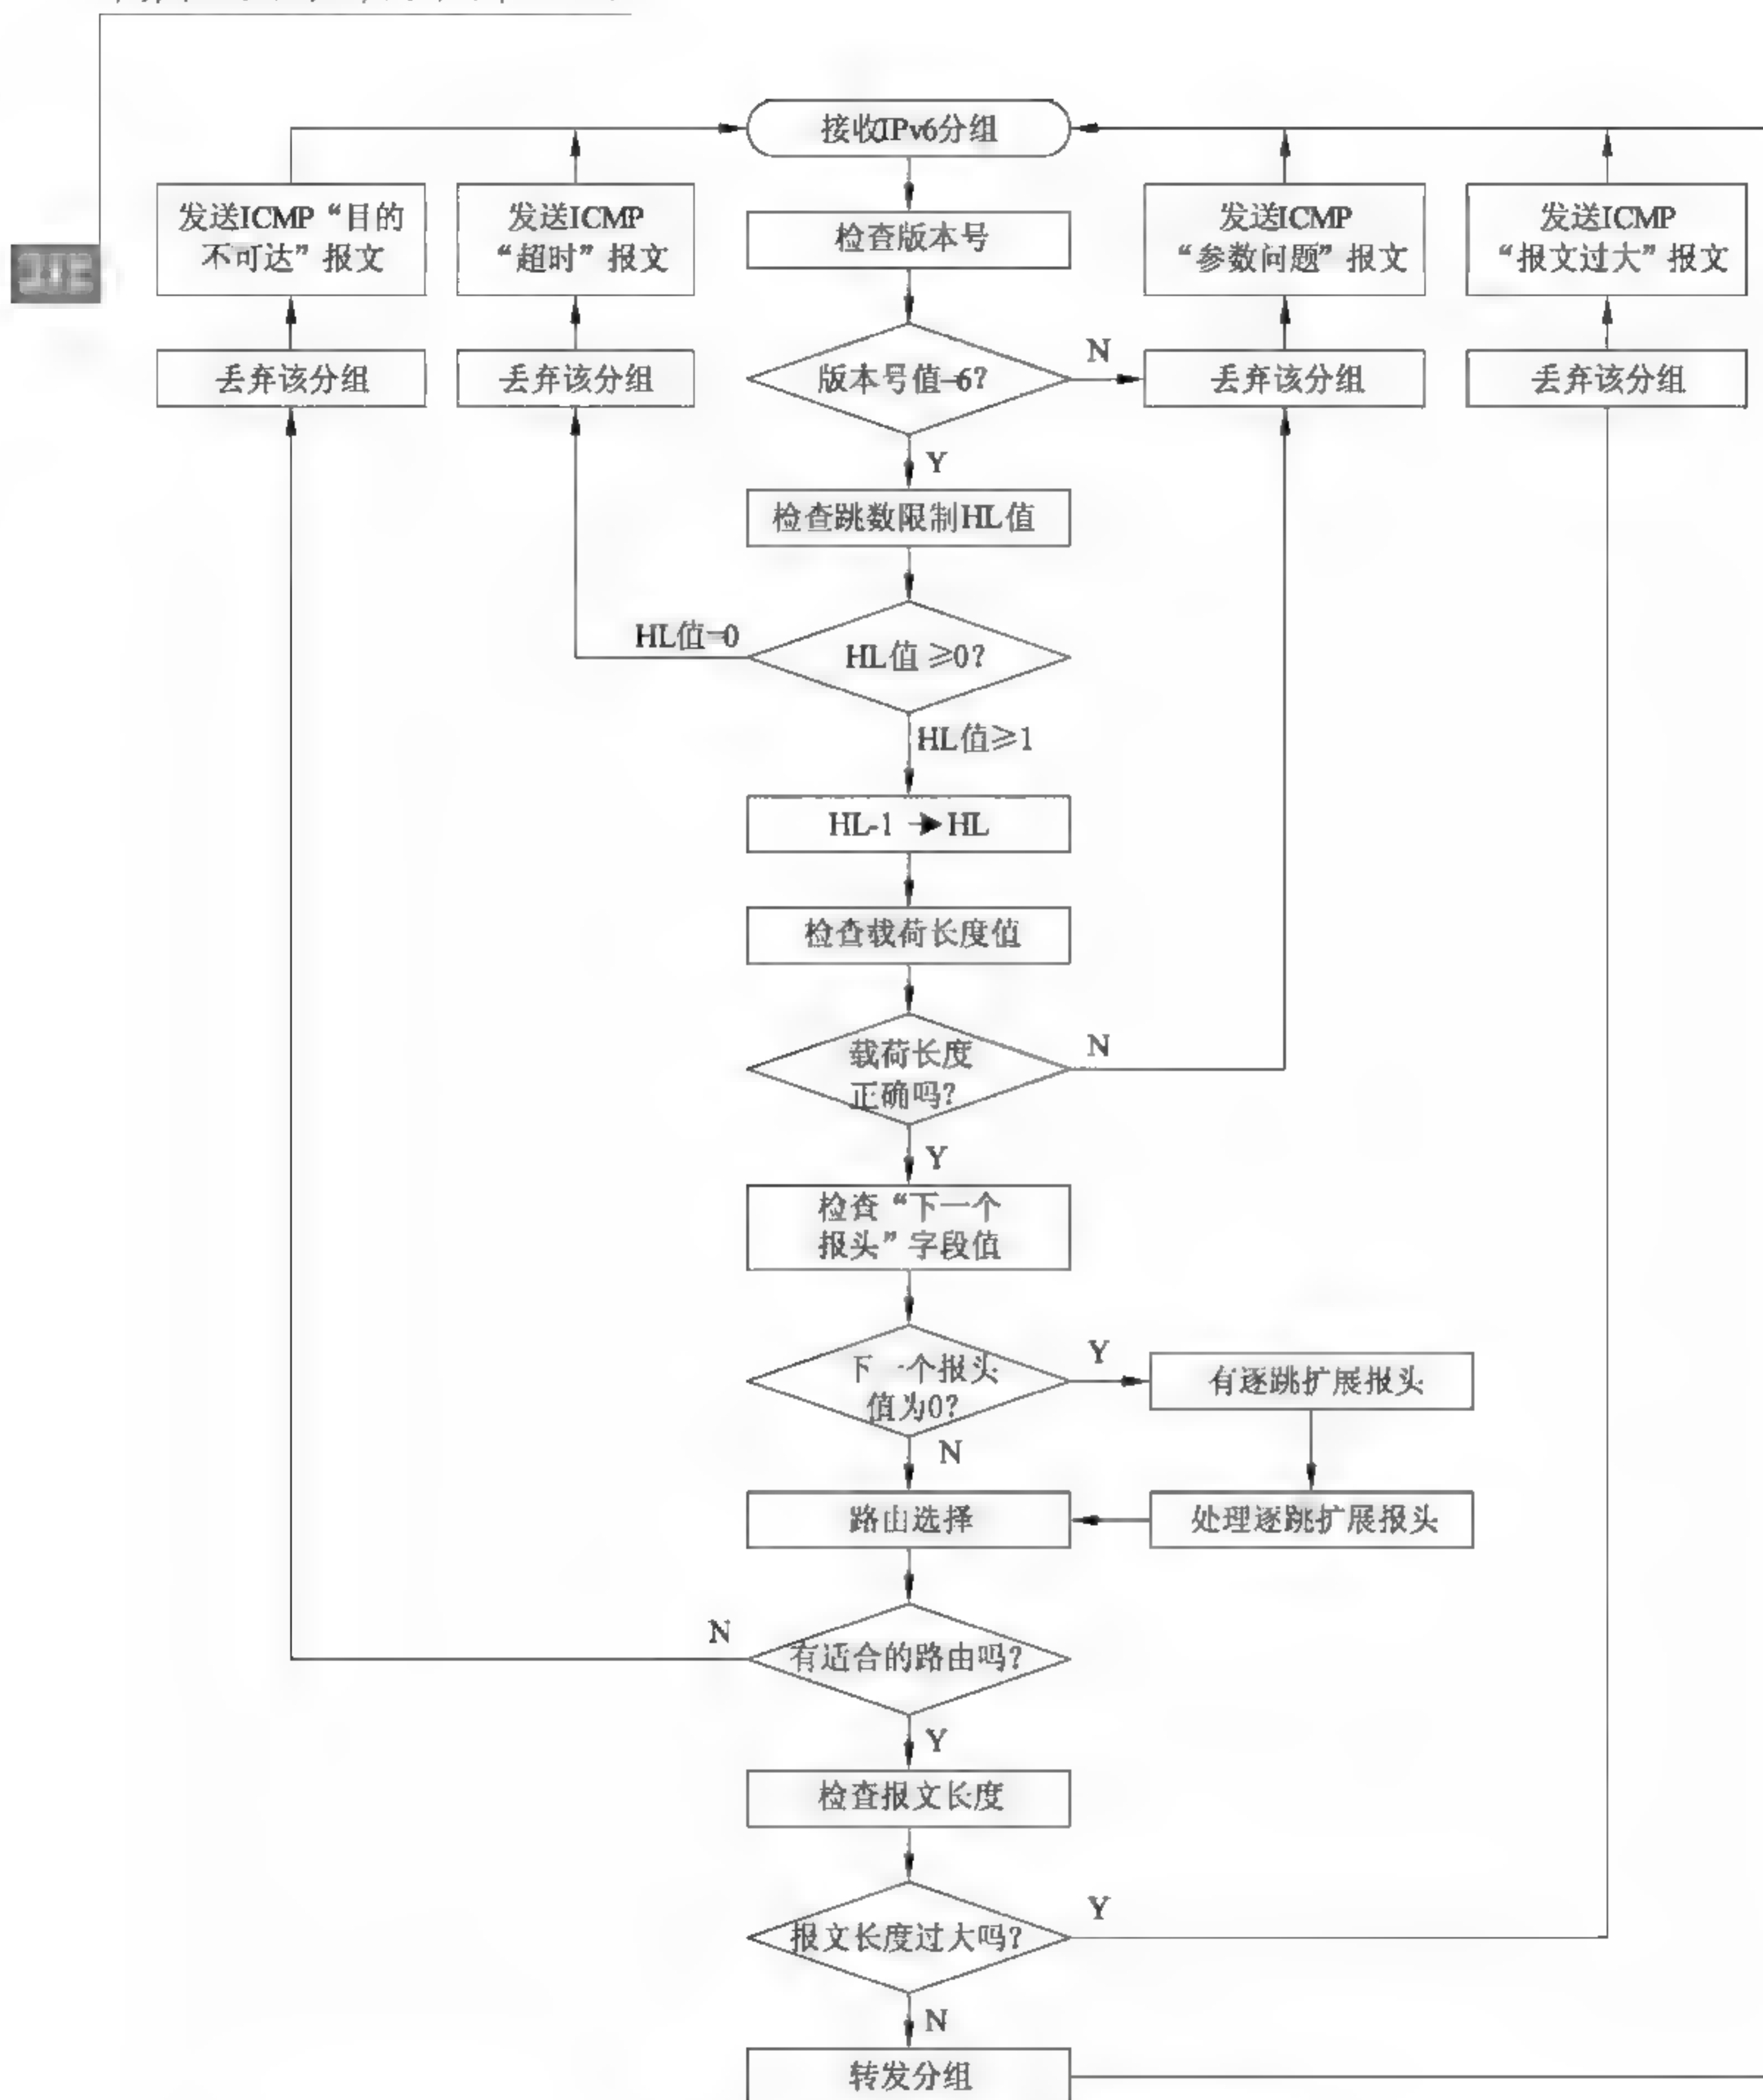 接收IPv6分组
发送ICMP“目的
不可达”报文
发送ICMP
“超时”报文
检查版本号
发送ICMP
“参数问题”报文
发送ICMP
“报文过大”报文
丢弃该分组
丢弃该分组
版本号值=6?
N
丢弃该分组
丢弃该分组
Y
检查跳数限制HL值
HL值=0
HL值≥0?
HL值≥1
HL-1→HL
检查载荷长度值
载荷长度
正确吗?
N
Y
检查“下一个
报头”字段值
下一个报头
值为0?
Y
有逐跳扩展报头
N
路由选择
处理逐跳扩展报头
N
有适合的路由吗?
Y
检查报文长度
报文长度过大吗?
Y
N
转发分组